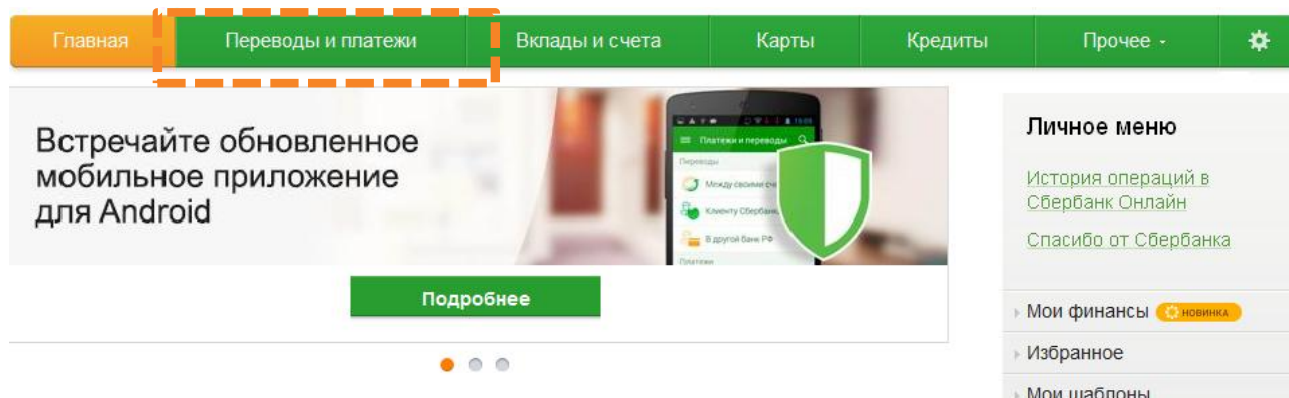 Главная Переводы и платежи Вклады и счета Карты Кредиты Прочее
Встречайте обновленное
мобильное приложение
для Android
Платежи и переводы
Переводы
Между своими
Клиенту Сбербанк
В другой банк РФ
Платежи
Подробнее
Личное меню
История операций в
Сбербанк Онлайн
Спасибо от Сбербанка
Мои финансы НОВИНКА
Избранное
Мои шаблоны